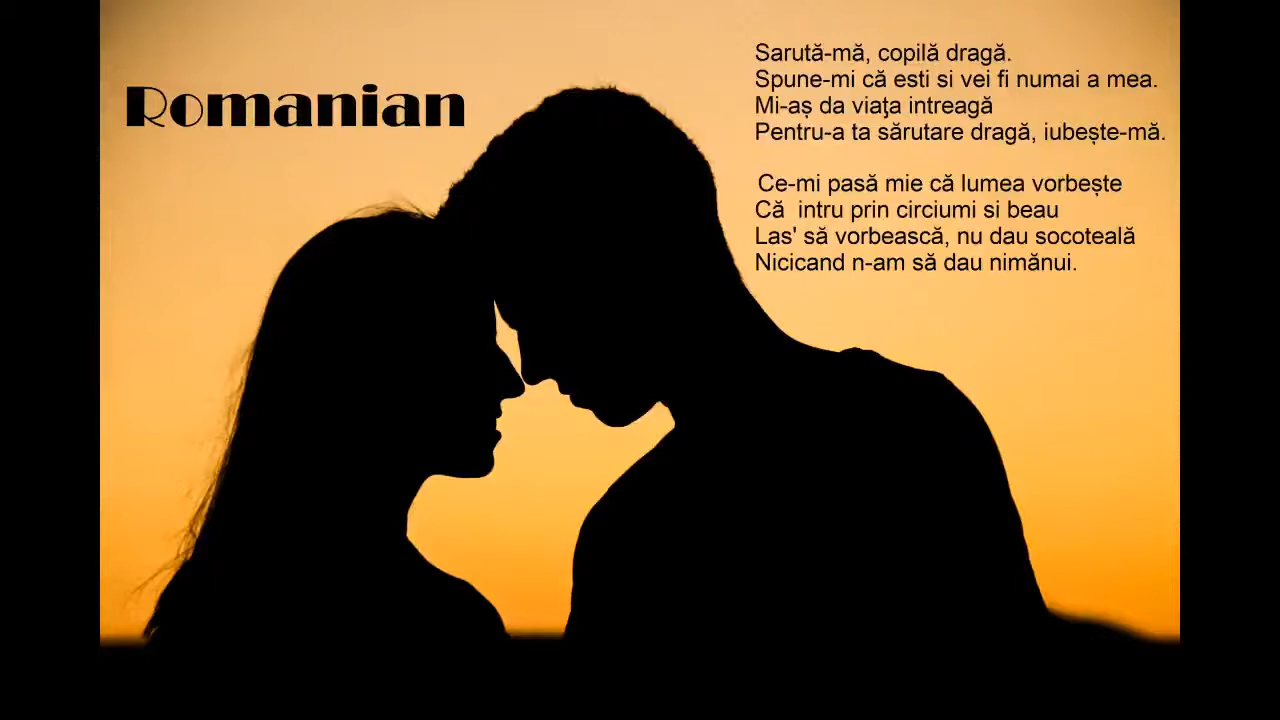 Romanian
Sarută-mă, copilă dragă.
Spune-mi că esti si vei fi numai a mea.
Mi-aș da viaţa intreagă
Pentru-a ta sărutare dragă, iubește-mă.
Ce-mi pasă mie că lumea vorbește
Că intru prin circiumi si beau
Las' să vorbească, nu dau socoteală
Nicicand n-am să dau nimănui.